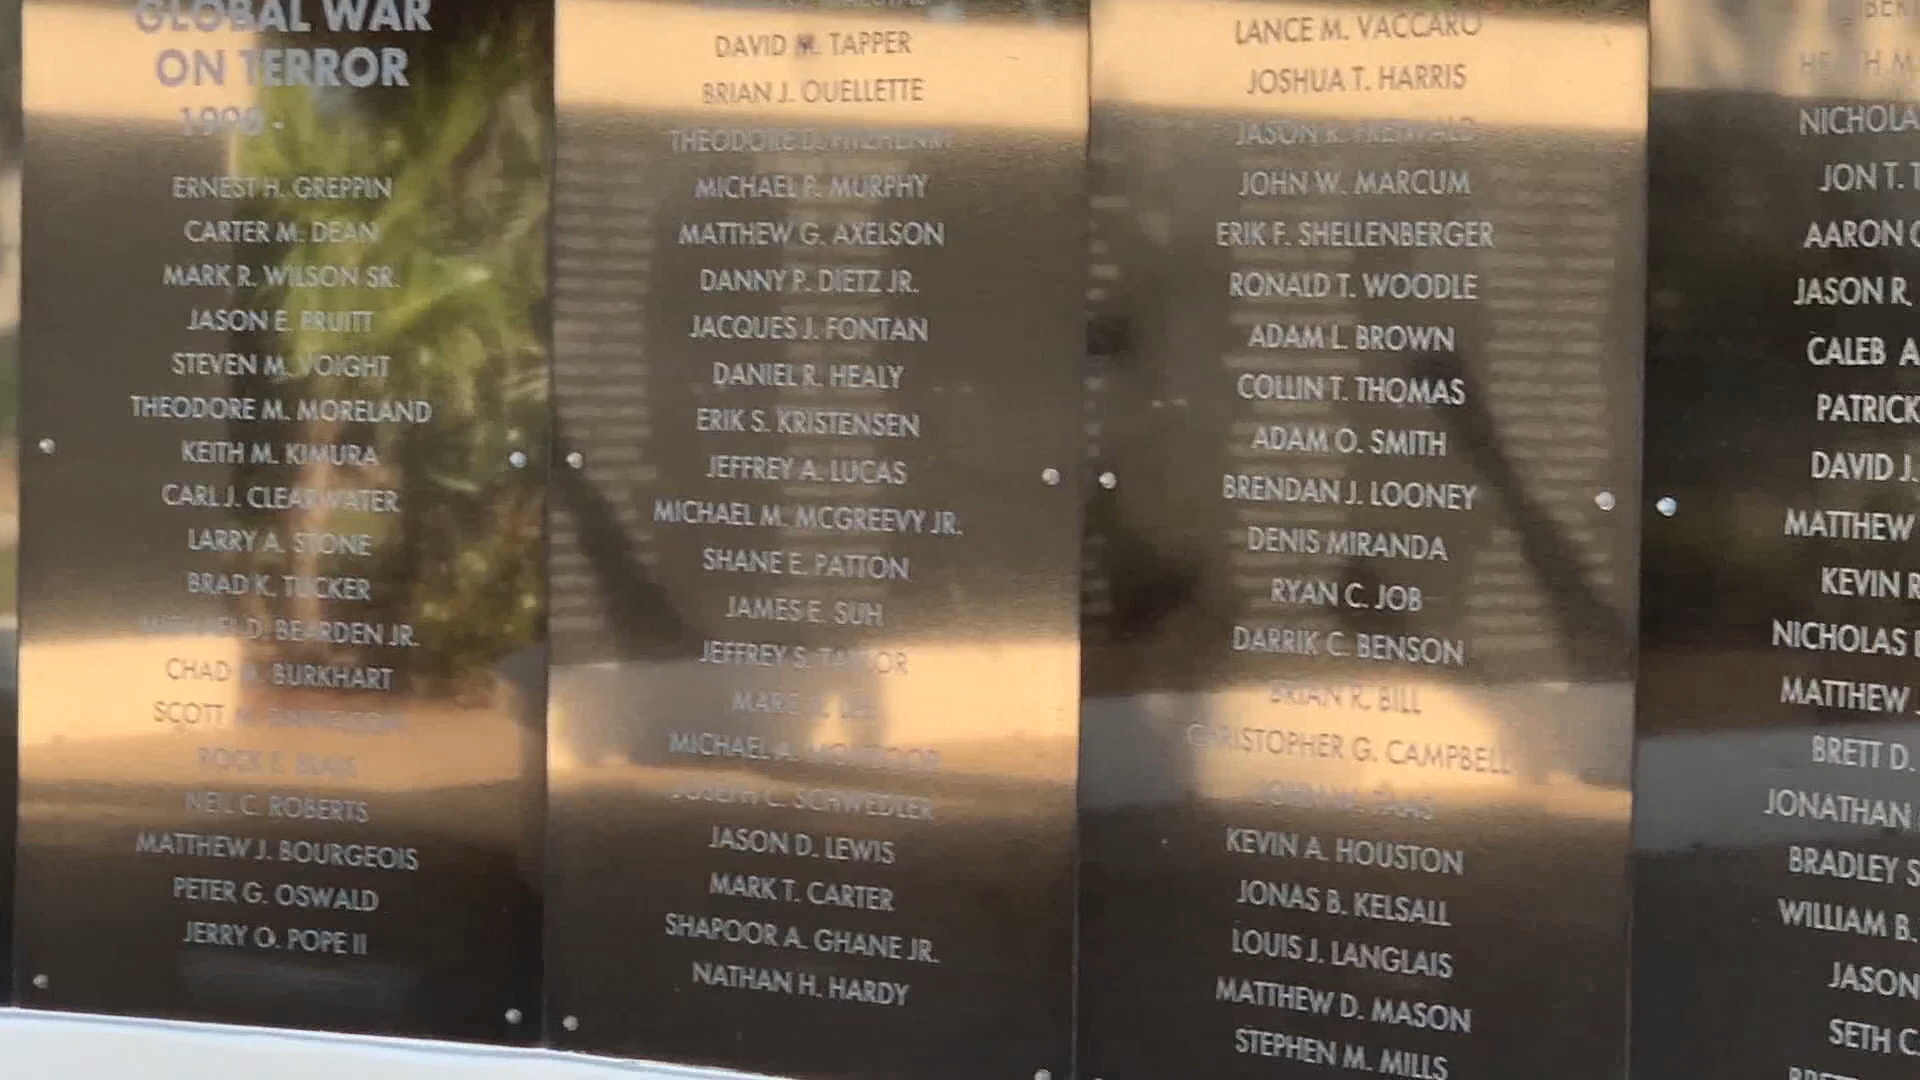 GLOBAL WAR
ON TERROR
ERNEST H. GREPPIN
CARTER M. DEAN
MARK R. WILSON SR.
JASON E. PRUITT
STEVEN M. VOIGHT
THEODORE M. MORELAND
KEITH M. KIMURA
CARL J. CLEARWATER
LARRY A. STONE
BRAD K. TUCKER
MICHAEL D. BEARDEN JR.
CHAD BURKHART
SCOTT
NEIL C. ROBERTS
MATTHEW J. BOURGEOIS
PETER G. OSWALD
JERRY O. POPE II
DAVID M. TAPPER
BRIAN J. OUELLETTE
THEODORE D. FITZHENRY
MICHAEL P. MURPHY
MATTHEW G. AXELSON
DANNY P. DIETZ JR.
JACQUES J. FONTAN
DANIEL R. HEALY
ERIK S. KRISTENSEN
JEFFREY A. LUCAS
MICHAEL M. MCGREEVY JR.
SHANE E. PATTON
JAMES E. SUH
JEFFREY S. TAYLOR
MARC A. LEE
MICHAEL A. MONSOOR
JOSEPH C. SCHWEDLER
JASON D. LEWIS
MARK T. CARTER
SHAPOOR A. GHANE JR.
NATHAN H. HARDY
LANCE M. VACCARO
JOSHUA T. HARRIS
JASON R. FREIWALD
JOHN W. MARCUM
ERIK F. SHELLENBERGER
RONALD T. WOODLE
ADAM L. BROWN
COLLIN T. THOMAS
ADAM O. SMITH
BRENDAN J. LOONEY
DENIS MIRANDA
RYAN C. JOB
DARRIK C. BENSON
BRIAN R. BILL
CHRISTOPHER G. CAMPBELL
JOHN W. FAAS
KEVIN A. HOUSTON
JONAS B. KELSALL
LOUIS J. LANGLAIS
MATTHEW D. MASON
STEPHEN M. MILLS
NICHOLA
JON T. T
AARON
JASON R.
CALEB A
PATRICK
DAVID J.
MATTHEW
KEVIN R
NICHOLAS
MATTHEW
BRETT D.
JONATHAN
BRADLEY S
WILLIAM B.
JASON
SETH C.